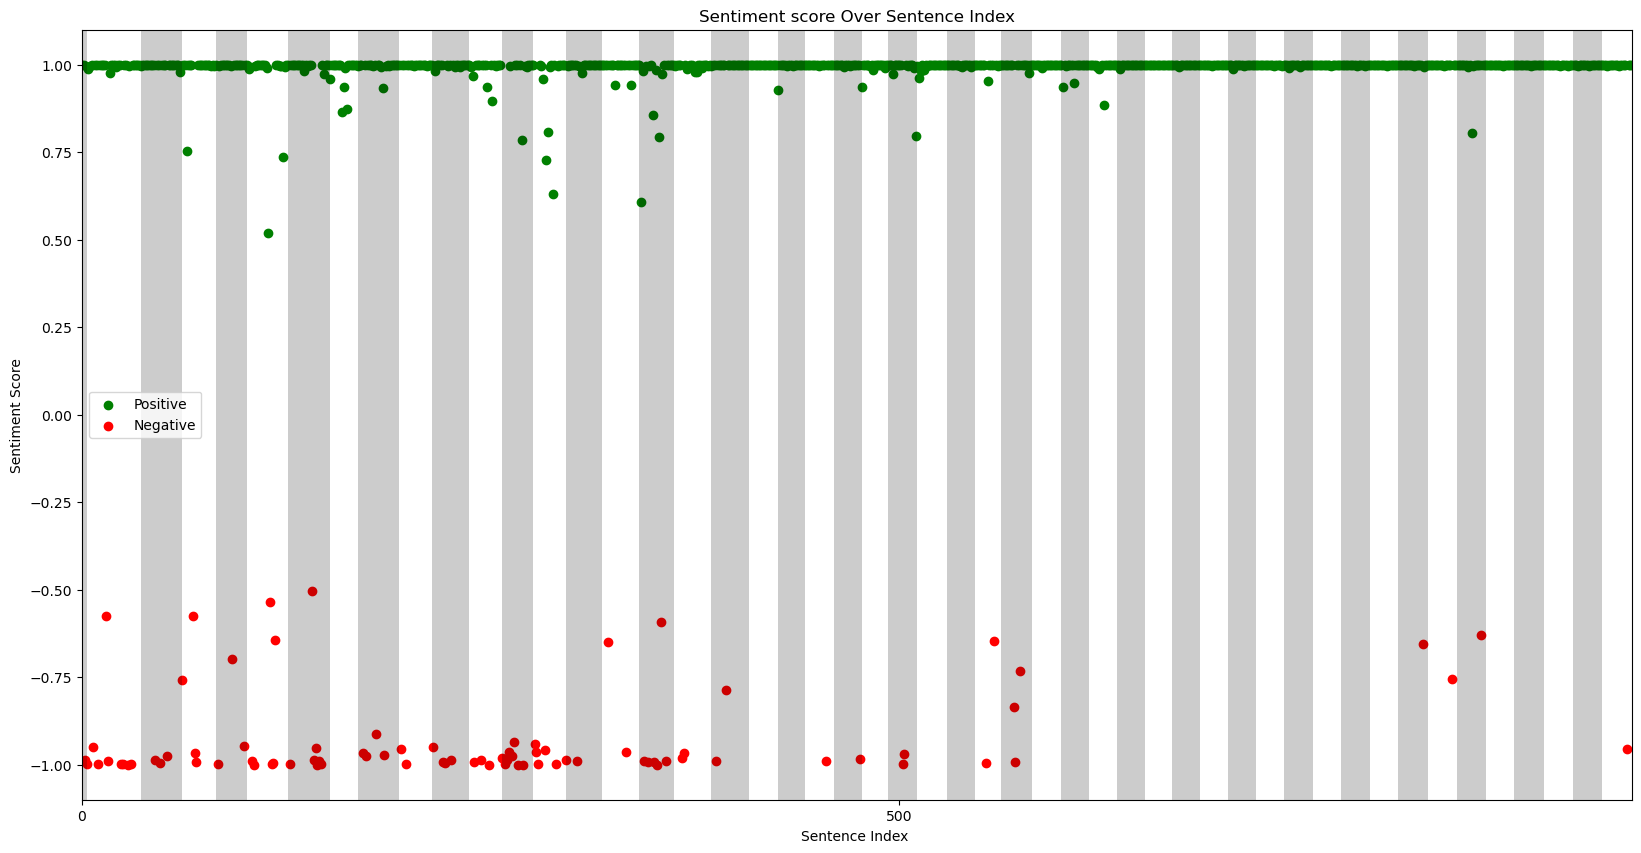 Sentiment score Over Sentence Index
1.00
0.75
0.50
0.25
0.00
−0.25
−0.50
−0.75
−1.00
Sentiment Score
Positive
Negative
0
500
Sentence Index